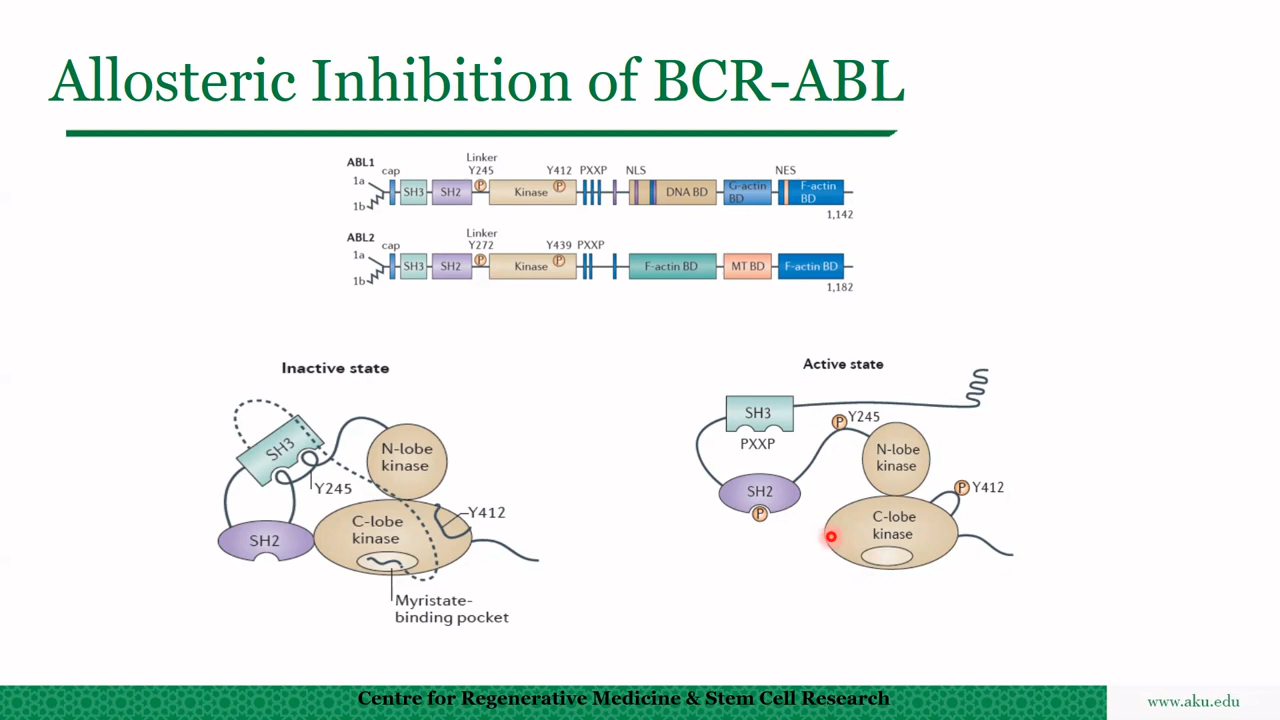 Allosteric Inhibition of BCR-ABL
ABL1
1a
1b
cap
SH3
SH2
Linker
Y245
P
Kinase
Y412
P
PXXP
NLS
DNA BD
G-actin
BD
NES
F-actin
BD
1,142
ABL2
1a
1b
cap
SH3
SH2
Linker
Y272
P
Kinase
Y439
P
PXXP
F-actin BD
MT BD
F-actin BD
1,182
Inactive state
SH3
Y245
SH2
N-lobe
kinase
C-lobe
kinase
Y412
Myristate-
binding pocket
Active state
SH3
PXXP
SH2
P
P Y245
N-lobe
kinase
P Y412
C-lobe
kinase
Centre for Regenerative Medicine & Stem Cell Research
www.aku.edu